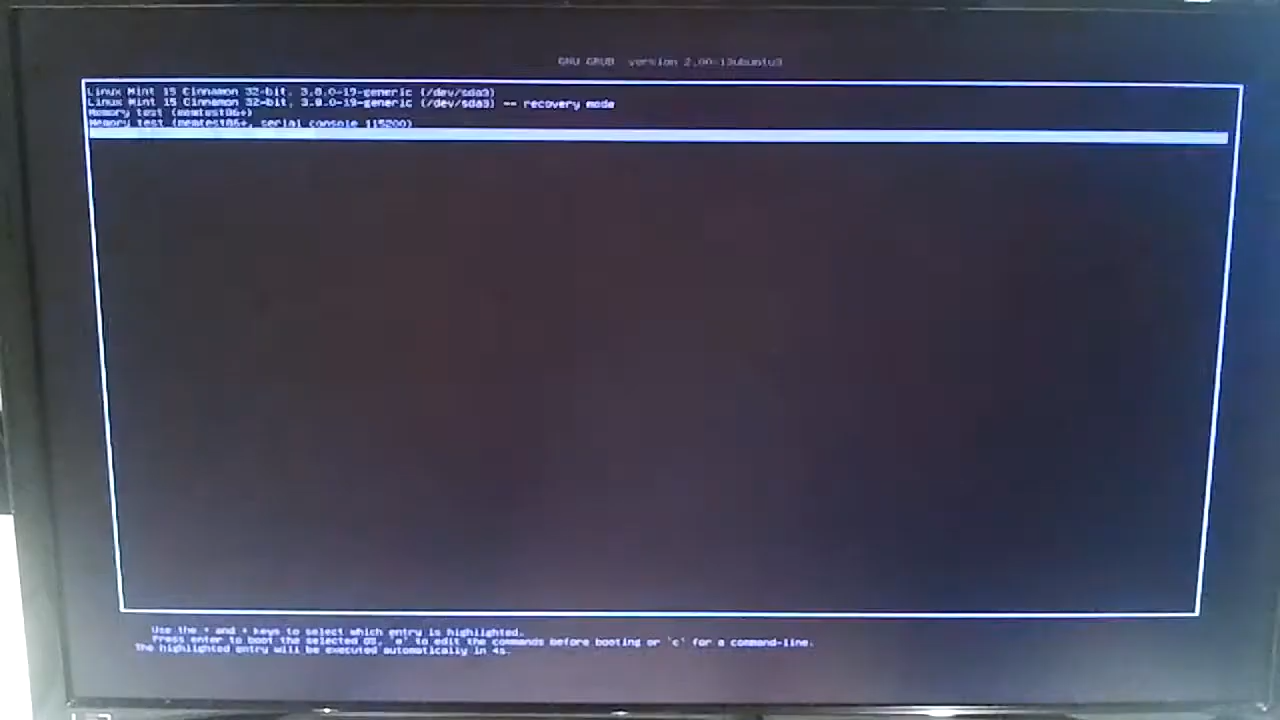 GNU GRUB version 2.00-13ubuntu3
Linux Mint 15 Cinnamon 32-bit, 3.8.0-19-generic (/dev/sda3)
Linux Mint 15 Cinnamon 32-bit, 3.8.0-19-generic (/dev/sda3) -- recovery mode
Memory test (memtest86+)
Memory test (memtest86+, serial console 115200)
Use the and keys to select which entry is highlighted.
Press enter to boot the selected OS, 'e' to edit the commands before booting or 'c' for a command-line.
The highlighted entry will be executed automatically in 4s.